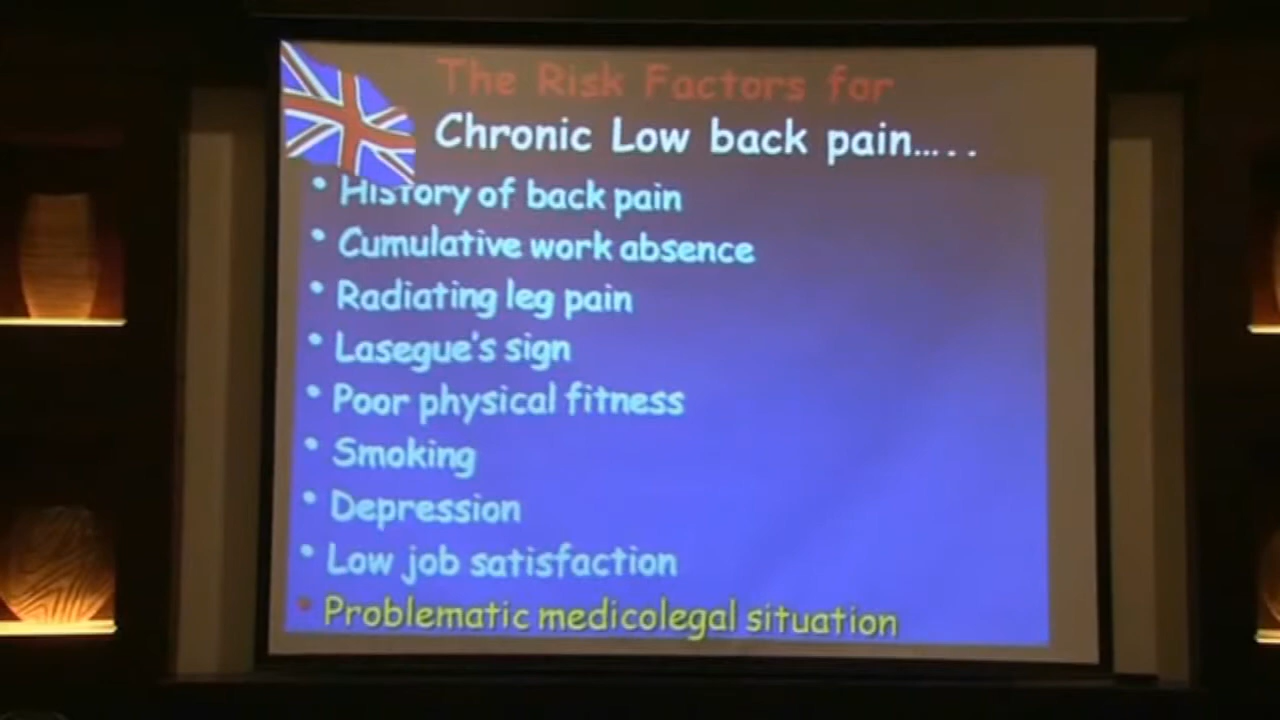 The Risk Factors for
Chronic Low back pain.....
• History of back pain
• Cumulative work absence
• Radiating leg pain
• Lasegue's sign
• Poor physical fitness
• Smoking
• Depression
• Low job satisfaction
• Problematic medicolegal situation